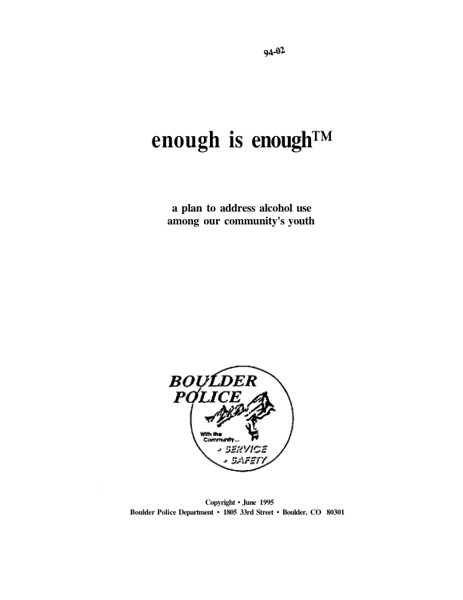 94-02
enough is enough™
a plan to address alcohol use
among our community's youth
BOULDER
POLICE
With the
Community...
• SERVICE
• SAFETY
Copyright • June 1995
Boulder Police Department • 1805 33rd Street • Boulder, CO 80301